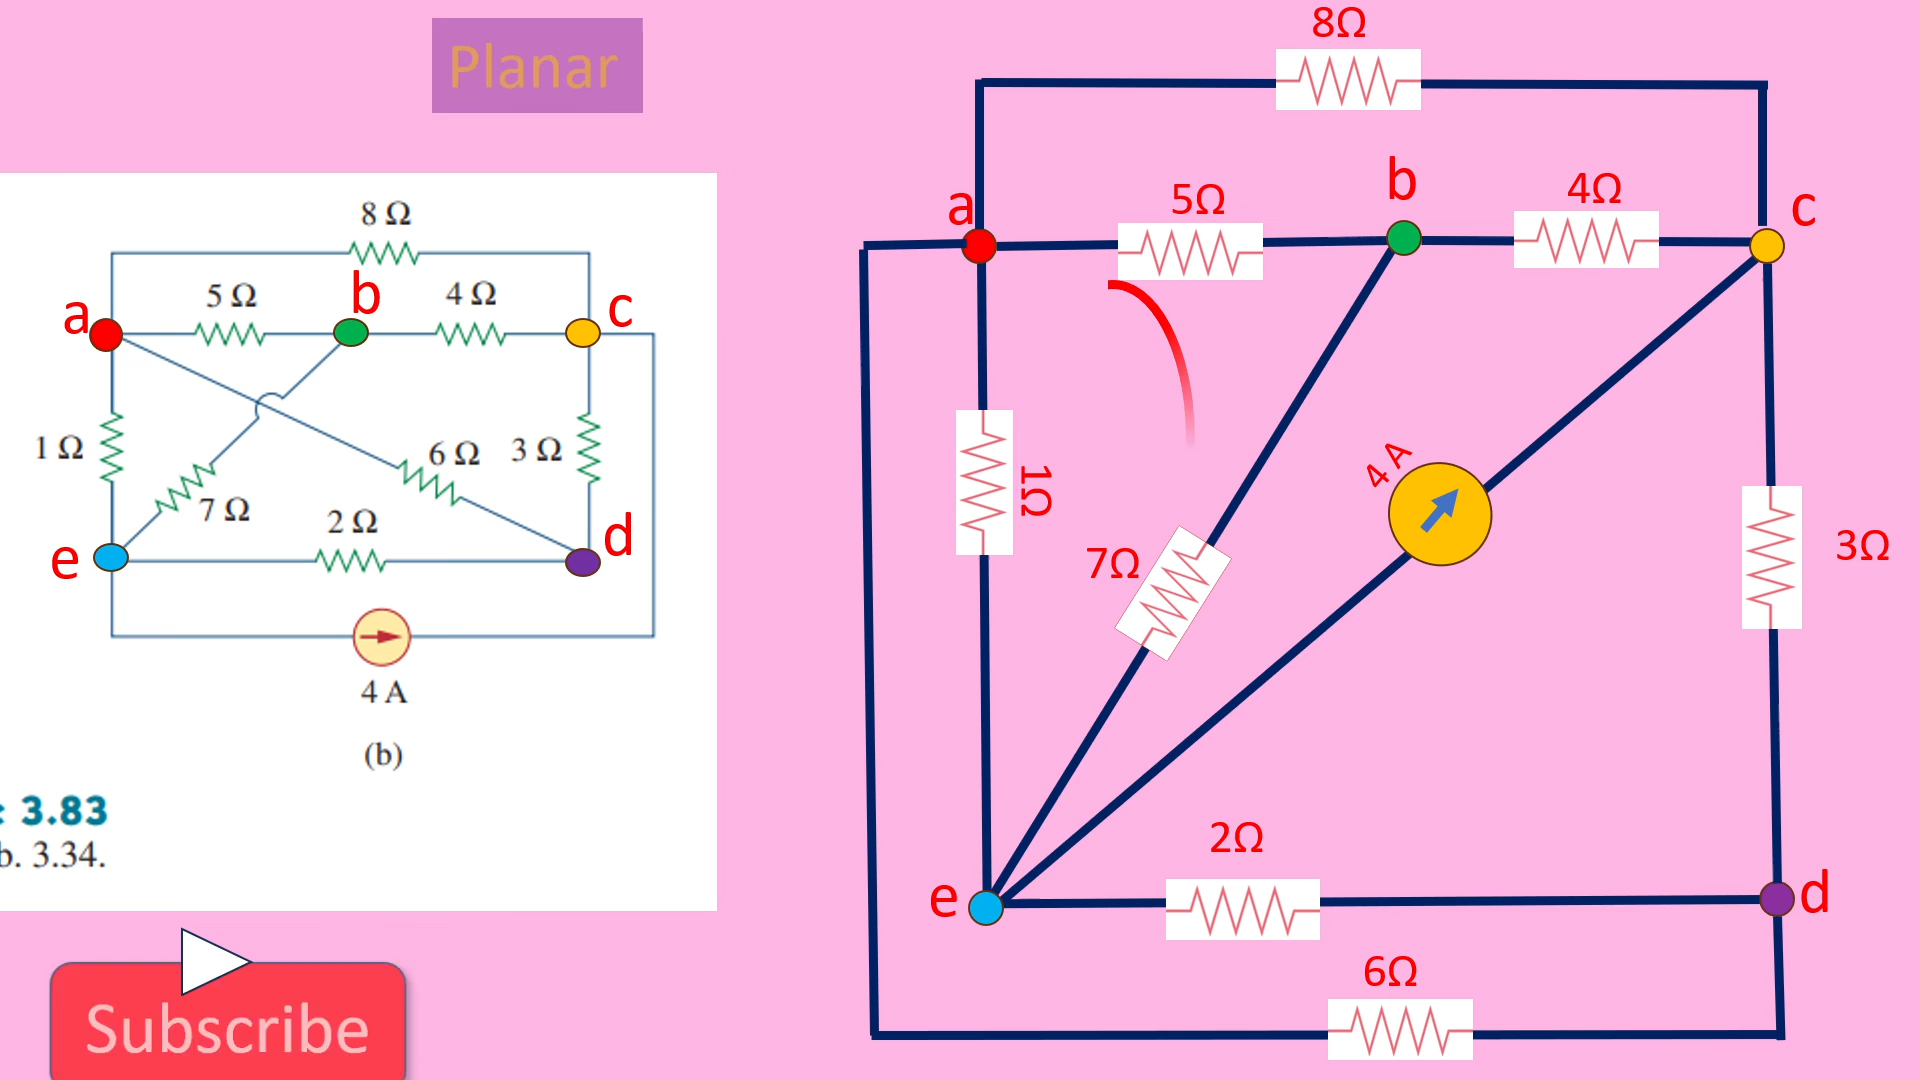 Planar
8 Ω
5 Ω
b
4 Ω
a
c
1 Ω
6 Ω
3 Ω
7 Ω
2 Ω
e
d
4 A
(b)
: 3.83
b. 3.34.
Subscribe
8Ω
a
5Ω
b
4Ω
c
1Ω
4 A
7Ω
3Ω
2Ω
e
d
6Ω